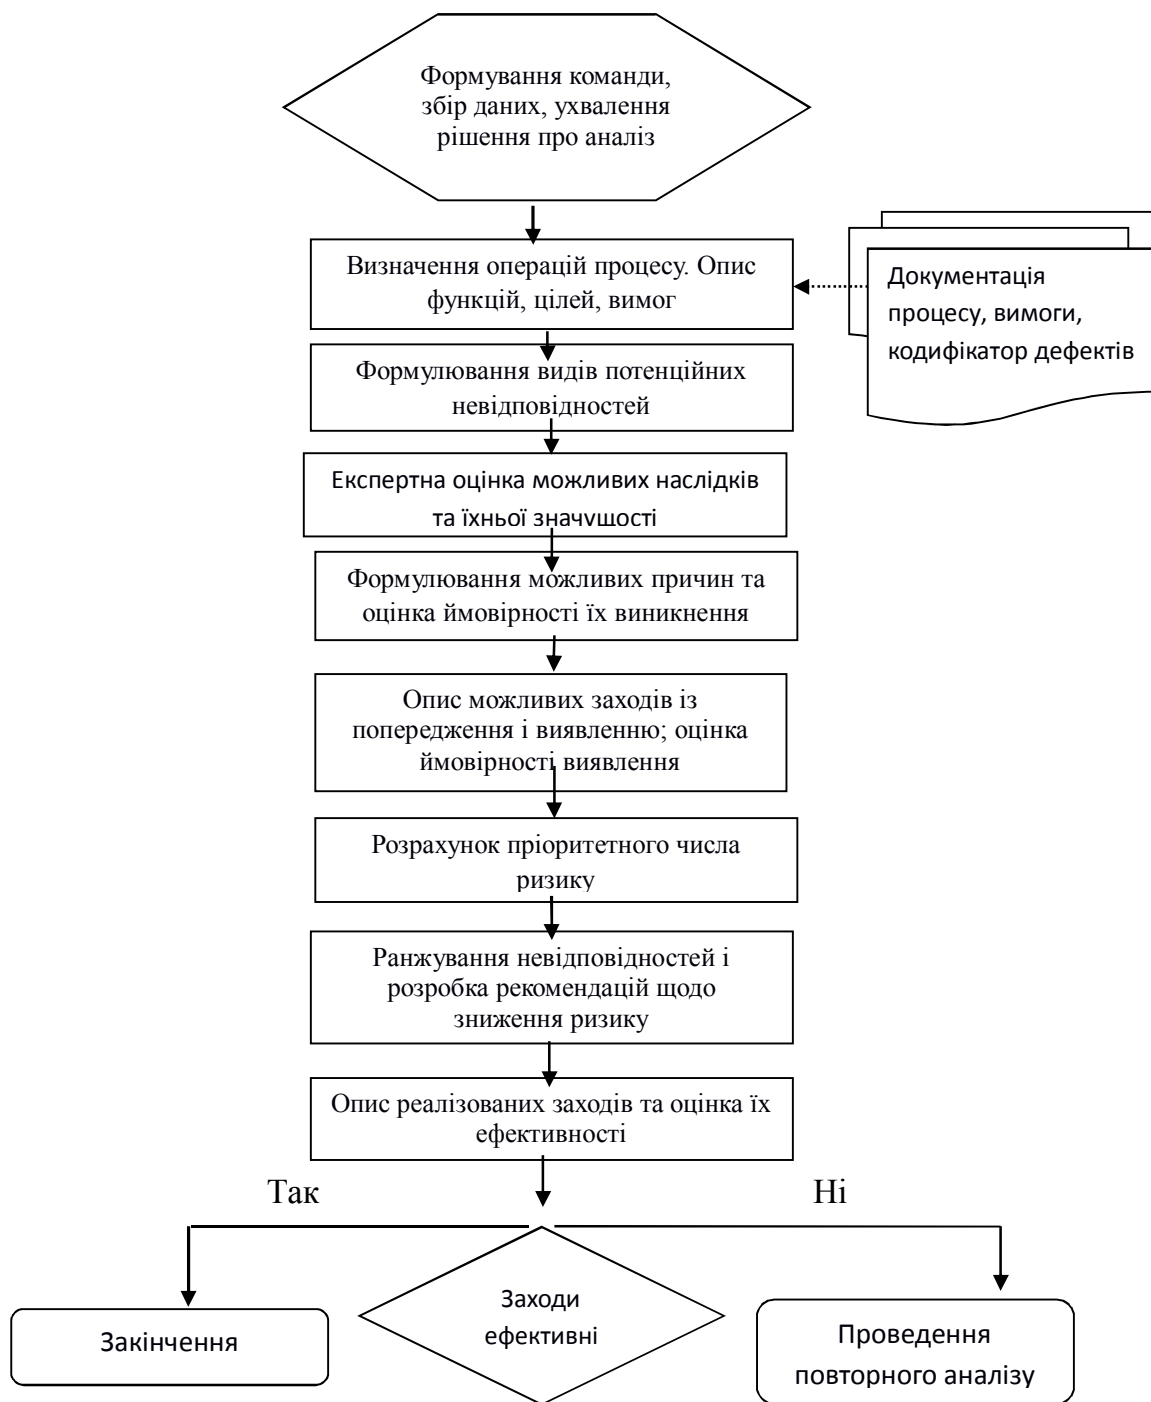 Формування команди,
збір даних, ухвалення
рішення про аналіз
Визначення операцій процесу. Опис
функцій, цілей, вимог
Документація
процесу, вимоги,
кодифікатор дефектів
Формулювання видів потенційних
невідповідностей
Експертна оцінка можливих наслідків
та їхньої значущості
Формулювання можливих причин та
оцінка ймовірності їх виникнення
Опис можливих заходів із
попередження і виявленню; оцінка
ймовірності виявлення
Розрахунок пріоритетного числа
ризику
Ранжування невідповідностей і
розробка рекомендацій щодо
зниження ризику
Опис реалізованих заходів та оцінка їх
ефективності
Так
Ні
Заходи
ефективні
Закінчення
Проведення
повторного аналізу